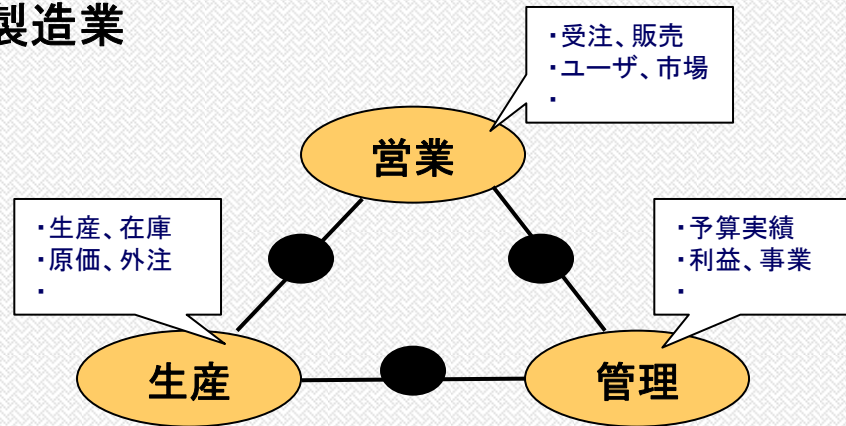 製造業
・受注、販売
・ユーザ、市場
・
営業
・生産、在庫
・原価、外注
・
・予算実績
・利益、事業
・
生産
管理